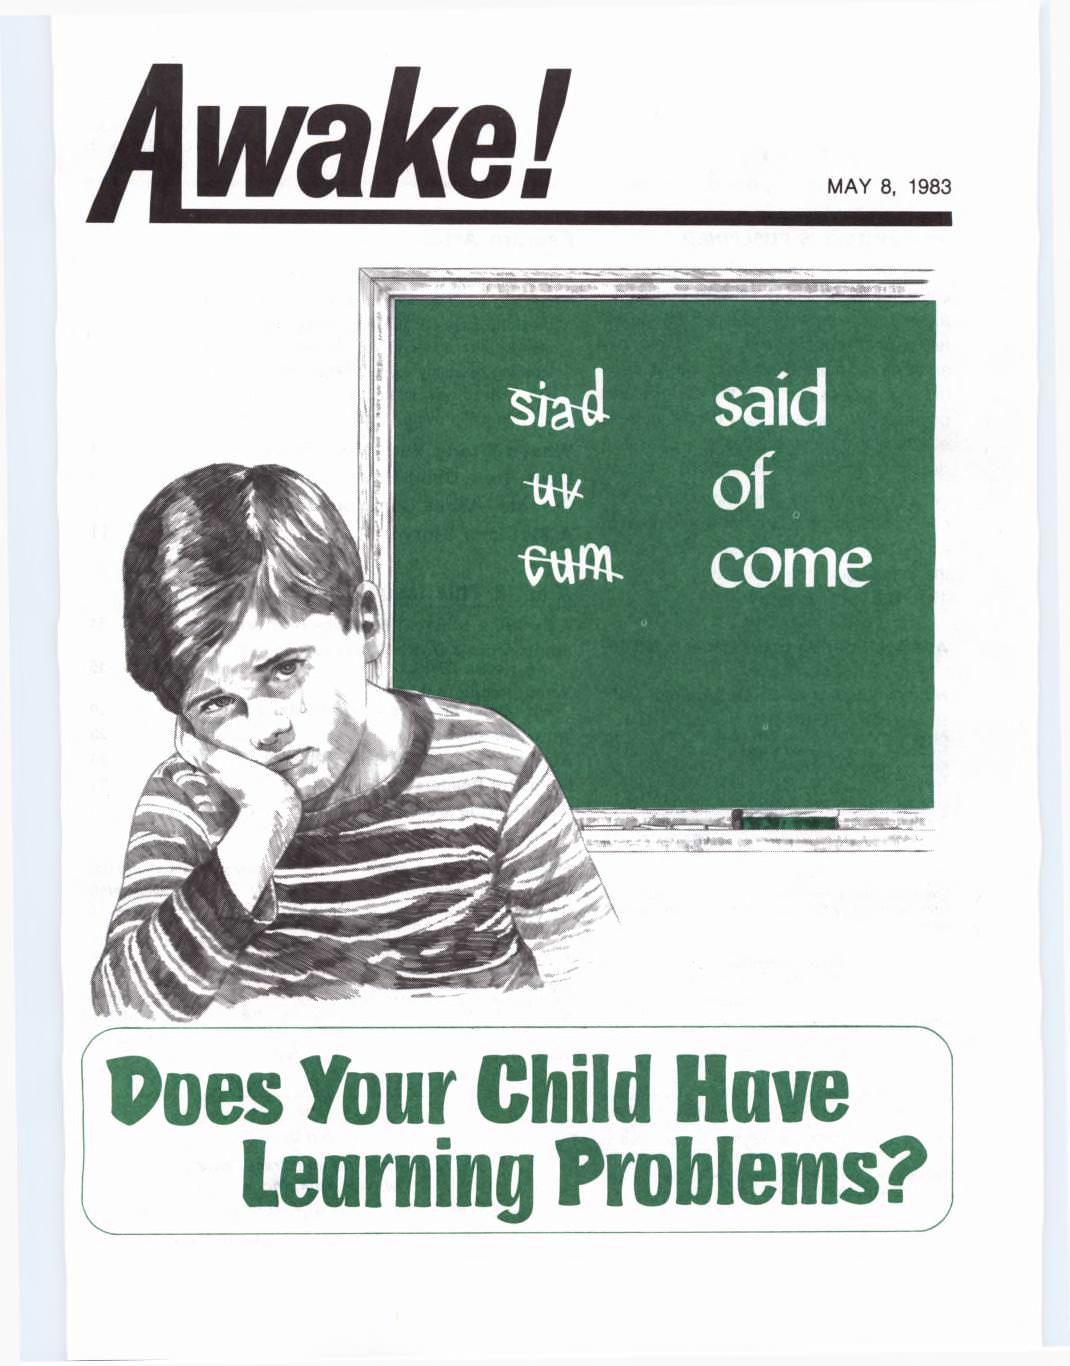 Awake!
MAY 8, 1983
siad said
uv of
cum come
Does Your Child Have
Learning Problems?